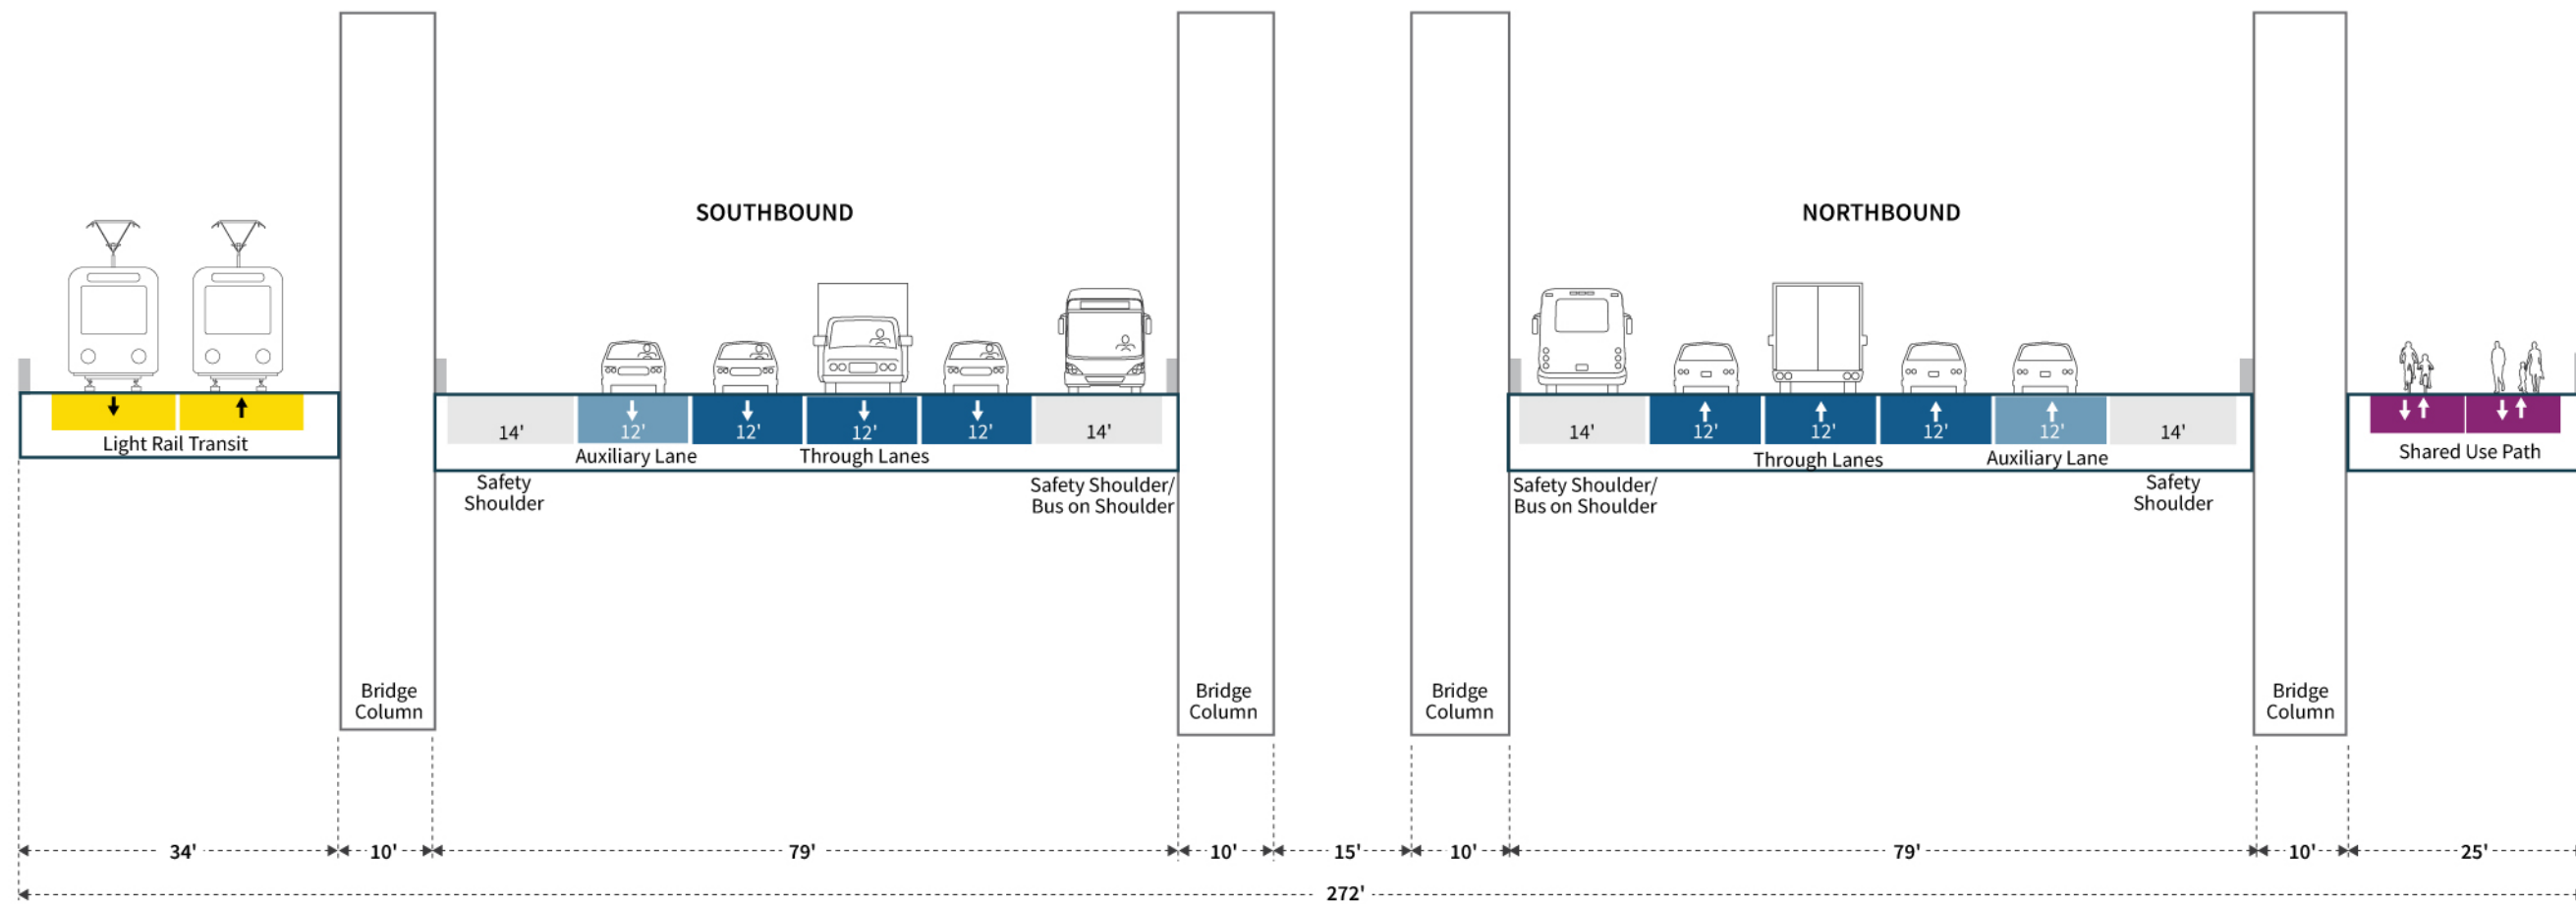 SOUTHBOUND
NORTHBOUND
14'
12'
12'
12'
12'
14'
14'
12'
12'
12'
12'
14'
Light Rail Transit
Auxiliary Lane
Through Lanes
Through Lanes
Auxiliary Lane
Shared Use Path
Safety
Shoulder
Safety Shoulder/
Bus on Shoulder
Safety Shoulder/
Bus on Shoulder
Safety
Shoulder
Bridge
Column
Bridge
Column
Bridge
Column
Bridge
Column
34'
10'
79'
10'
15'
10'
79'
10'
25'
272'